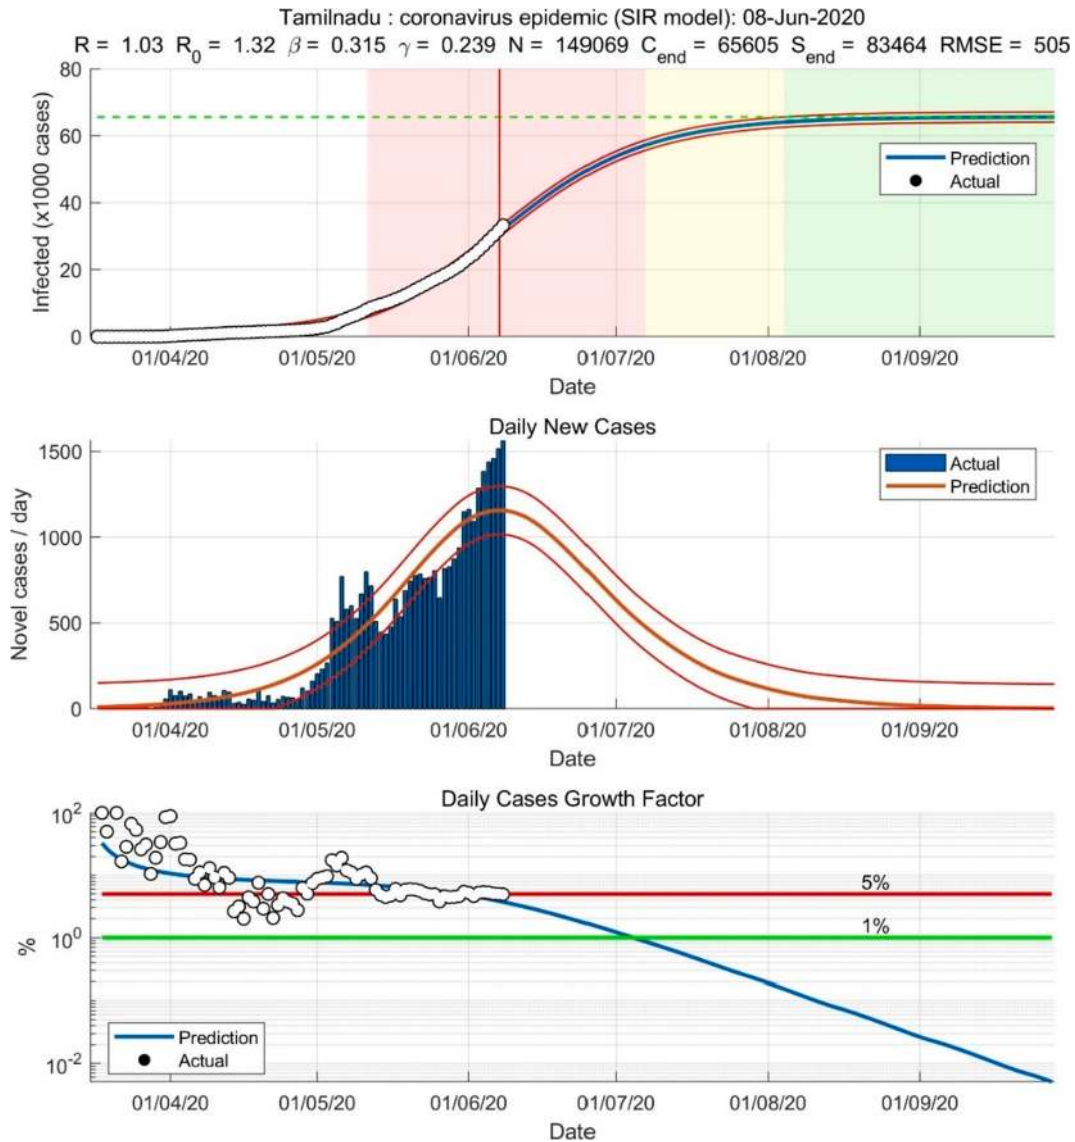 Tamilnadu : coronavirus epidemic (SIR model): 08-Jun-2020
R = 1.03 R0 = 1.32 β = 0.315 γ = 0.239 N = 149069 Cend = 65605 Send = 83464 RMSE = 505
80
60
40
20
0
Infected (x1000 cases)
Prediction
Actual
01/04/20 01/05/20 01/06/20 01/07/20 01/08/20 01/09/20
Date
Daily New Cases
1500
1000
500
0
Novel cases / day
Actual
Prediction
01/04/20 01/05/20 01/06/20 01/07/20 01/08/20 01/09/20
Date
Daily Cases Growth Factor
10^2
10^0
10^-2
%
5%
1%
Prediction
Actual
01/04/20 01/05/20 01/06/20 01/07/20 01/08/20 01/09/20
Date